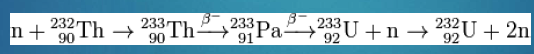 n + ²³²₉₀Th → ²³³₉₀Th —β⁻→ ²³³₉₁Pa —β⁻→ ²³³₉₂U + n → ²³²₉₂U + 2n